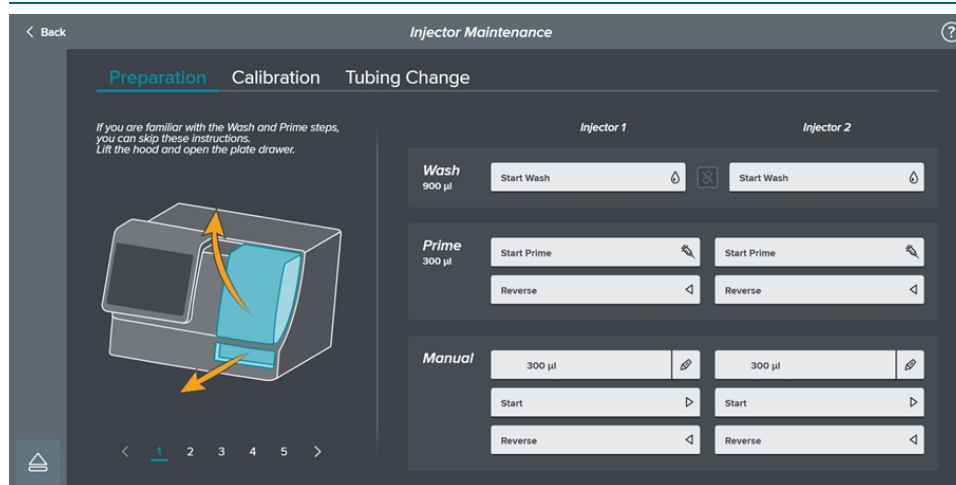 Back
Injector Maintenance
?
Preparation Calibration Tubing Change
If you are familiar with the Wash and Prime steps,
you can skip these instructions.
Lift the hood and open the plate drawer.
Injector 1 Injector 2
Wash
900 µl
Start Wash Start Wash
Prime
300 µl
Start Prime Start Prime
Reverse Reverse
Manual
300 µl 300 µl
Start Start
Reverse Reverse
< 1 2 3 4 5 >